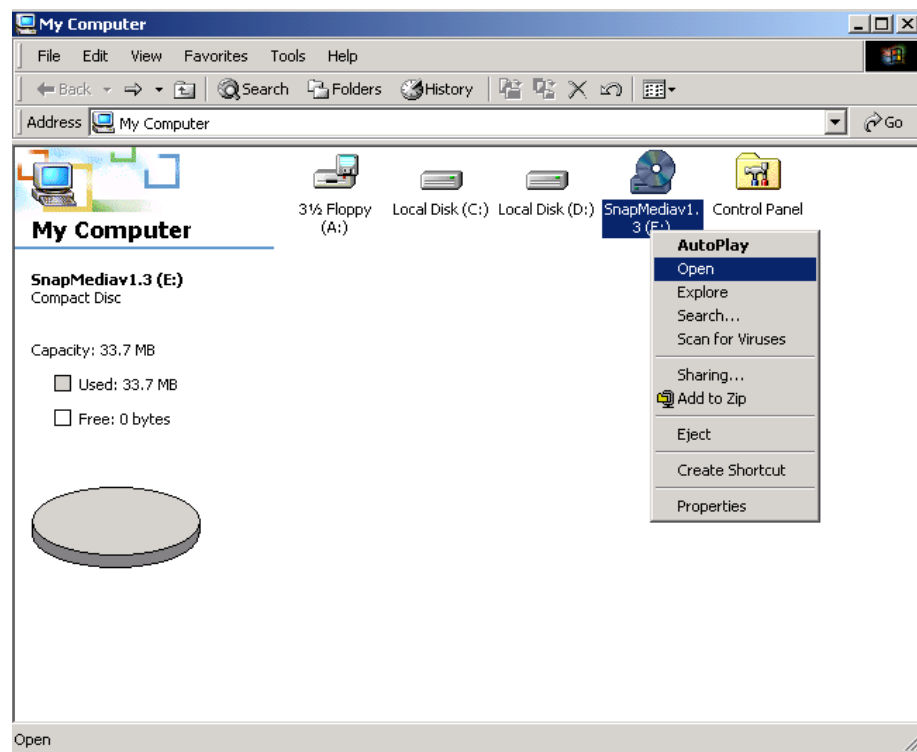 My Computer
File Edit View Favorites Tools Help
Back Search Folders History
Address My Computer Go
My Computer
SnapMediav1.3 (E:)
Compact Disc
Capacity: 33.7 MB
Used: 33.7 MB
Free: 0 bytes
3½ Floppy
(A:)
Local Disk (C:)
Local Disk (D:)
SnapMediav1.
3 (E:)
Control Panel
AutoPlay
Open
Explore
Search...
Scan for Viruses
Sharing...
Add to Zip
Eject
Create Shortcut
Properties
Open